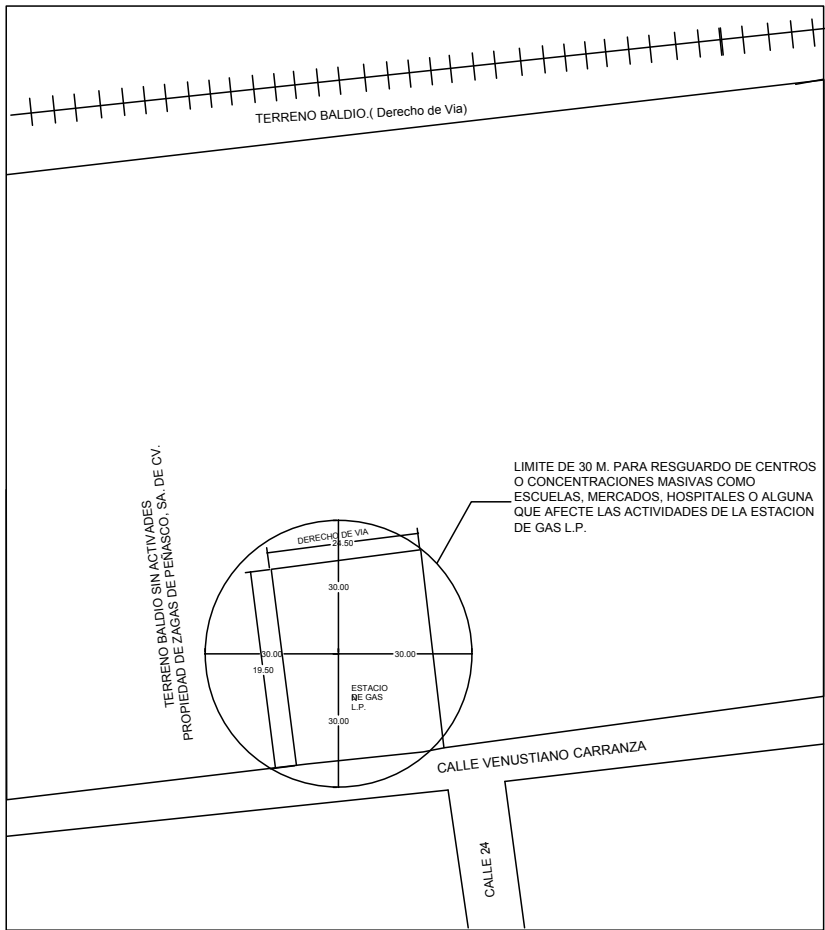 TERRENO BALDIO.( Derecho de Via)
LIMITE DE 30 M. PARA RESGUARDO DE CENTROS
O CONCENTRACIONES MASIVAS COMO
ESCUELAS, MERCADOS, HOSPITALES O ALGUNA
QUE AFECTE LAS ACTIVIDADES DE LA ESTACION
DE GAS L.P.
TERRENO BALDIO SIN ACTIVADES
PROPIEDAD DE ZAGAS DE PEÑASCO, SA. DE CV.
DERECHO DE VIA
24.50
30.00
30.00
30.00
19.50
ESTACIO
N
DE GAS
L.P.
30.00
CALLE VENUSTIANO CARRANZA
CALLE 24